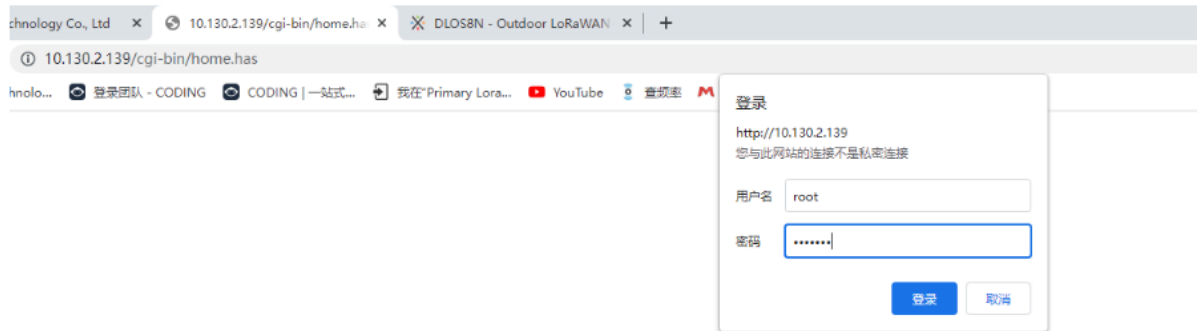 chnology Co., Ltd 10.130.2.139/cgi-bin/home.ha DLOS8N - Outdoor LoRaWAN
10.130.2.139/cgi-bin/home.has
hnolo... 登录团队 - CODING CODING | 一站式... 我在"Primary Lora... YouTube 查频率
登录
http://10.130.2.139
您与此网站的连接不是私密连接
用户名 root
密码 •••••••
登录 取消